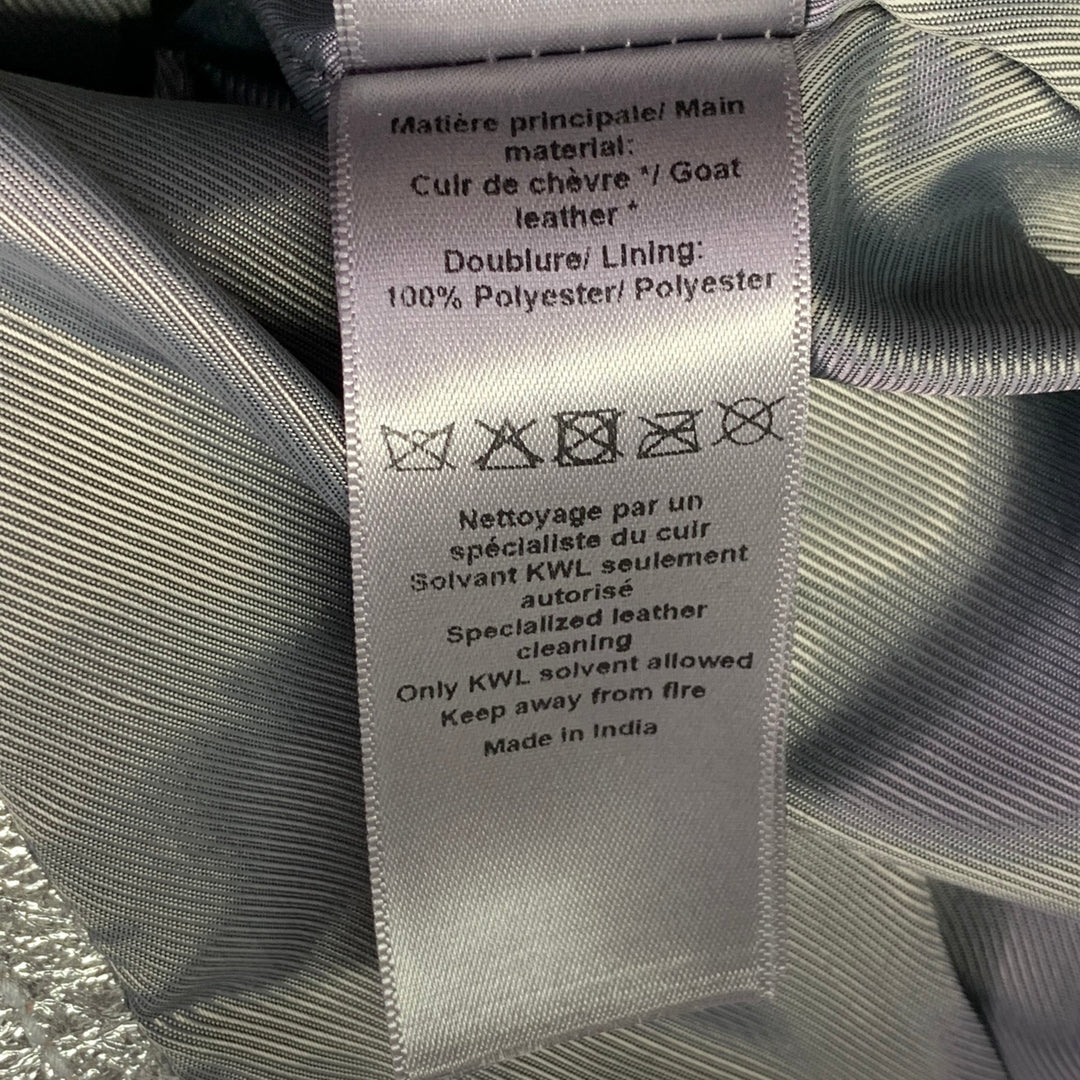 Matière principale/ Main
material:
Cuir de chèvre */ Goat
leather *
Doublure/ Lining:
100% Polyester/ Polyester
Nettoyage par un
spécialiste du cuir
Solvant KWL seulement
autorisé
Specialized leather
cleaning
Only KWL solvent allowed
Keep away from fire
Made in India